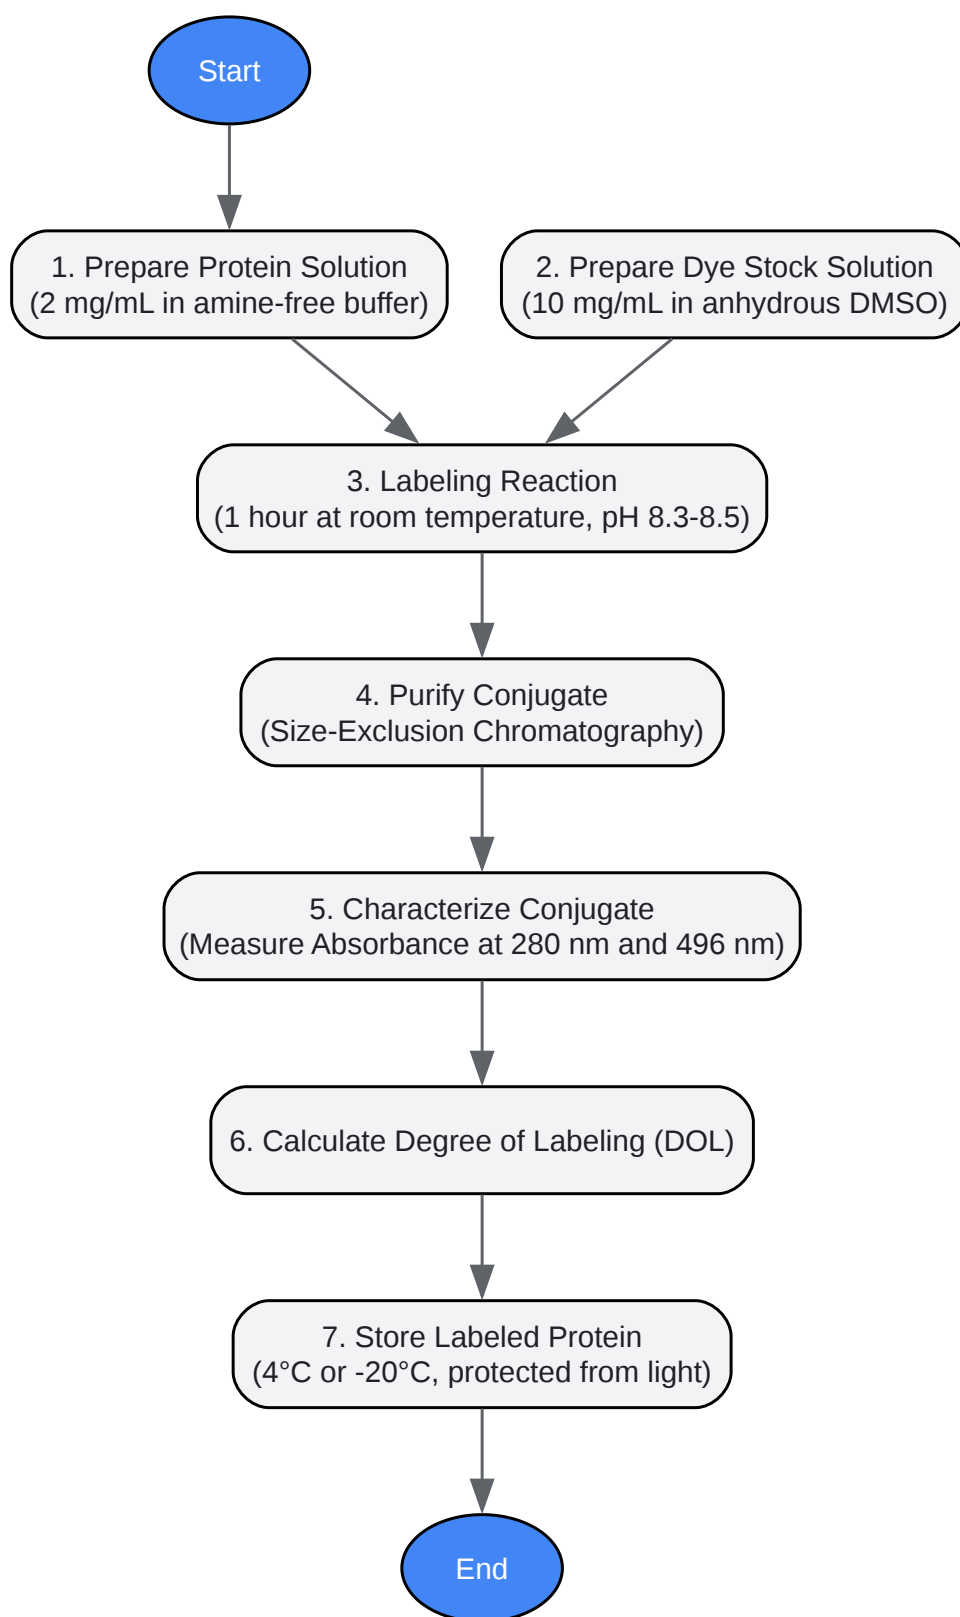 Start
1. Prepare Protein Solution
(2 mg/mL in amine-free buffer)
2. Prepare Dye Stock Solution
(10 mg/mL in anhydrous DMSO)
3. Labeling Reaction
(1 hour at room temperature, pH 8.3-8.5)
4. Purify Conjugate
(Size-Exclusion Chromatography)
5. Characterize Conjugate
(Measure Absorbance at 280 nm and 496 nm)
6. Calculate Degree of Labeling (DOL)
7. Store Labeled Protein
(4°C or -20°C, protected from light)
End